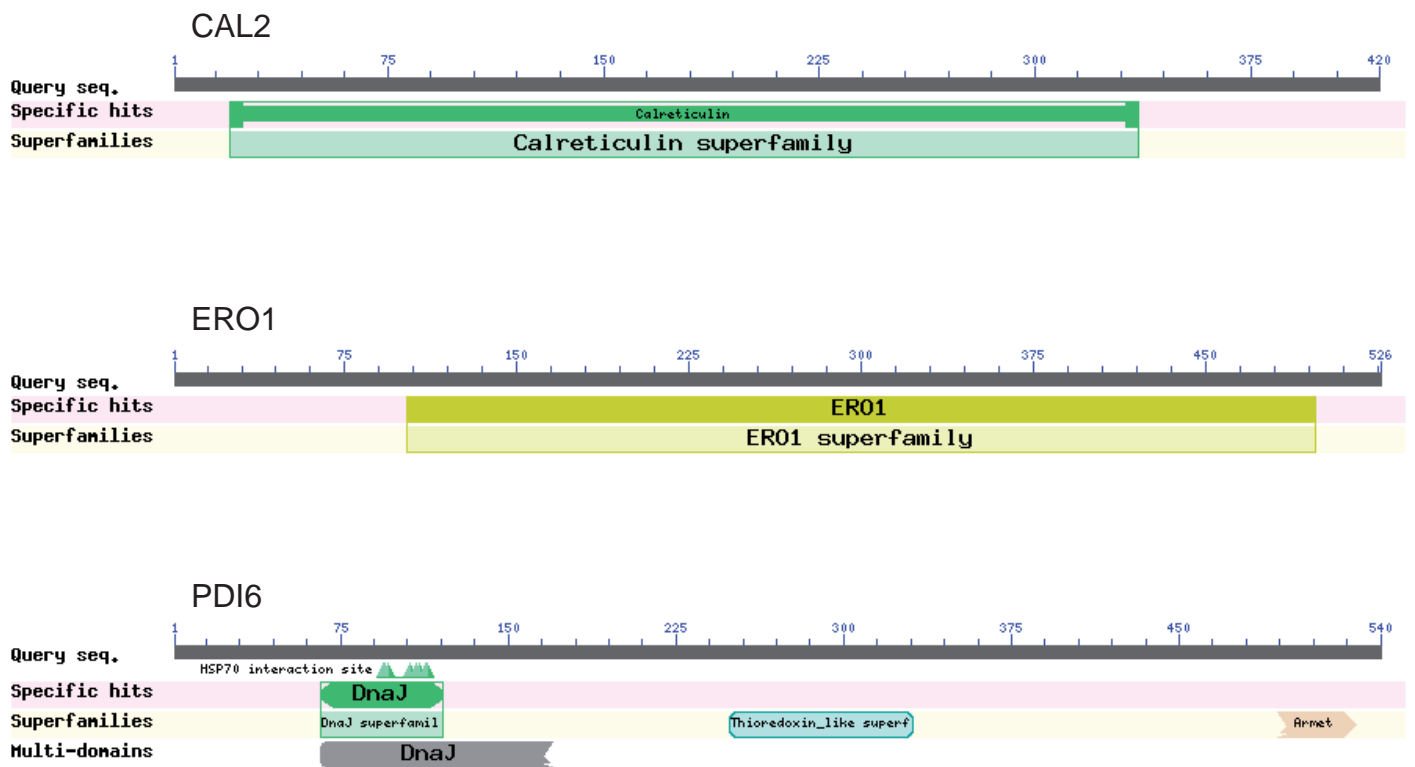 CAL2
1 75 150 225 300 375 420
Query seq.
Specific hits Calreticulin
Superfamilies Calreticulin superfamily
ERO1
1 75 150 225 300 375 450 526
Query seq.
Specific hits ERO1
Superfamilies ERO1 superfamily
PDI6
1 75 150 225 300 375 450 540
Query seq.
HSP70 interaction site
Specific hits DnaJ
Superfamilies DnaJ superfamil Thioredoxin_like superf Armet
Multi-domains DnaJ